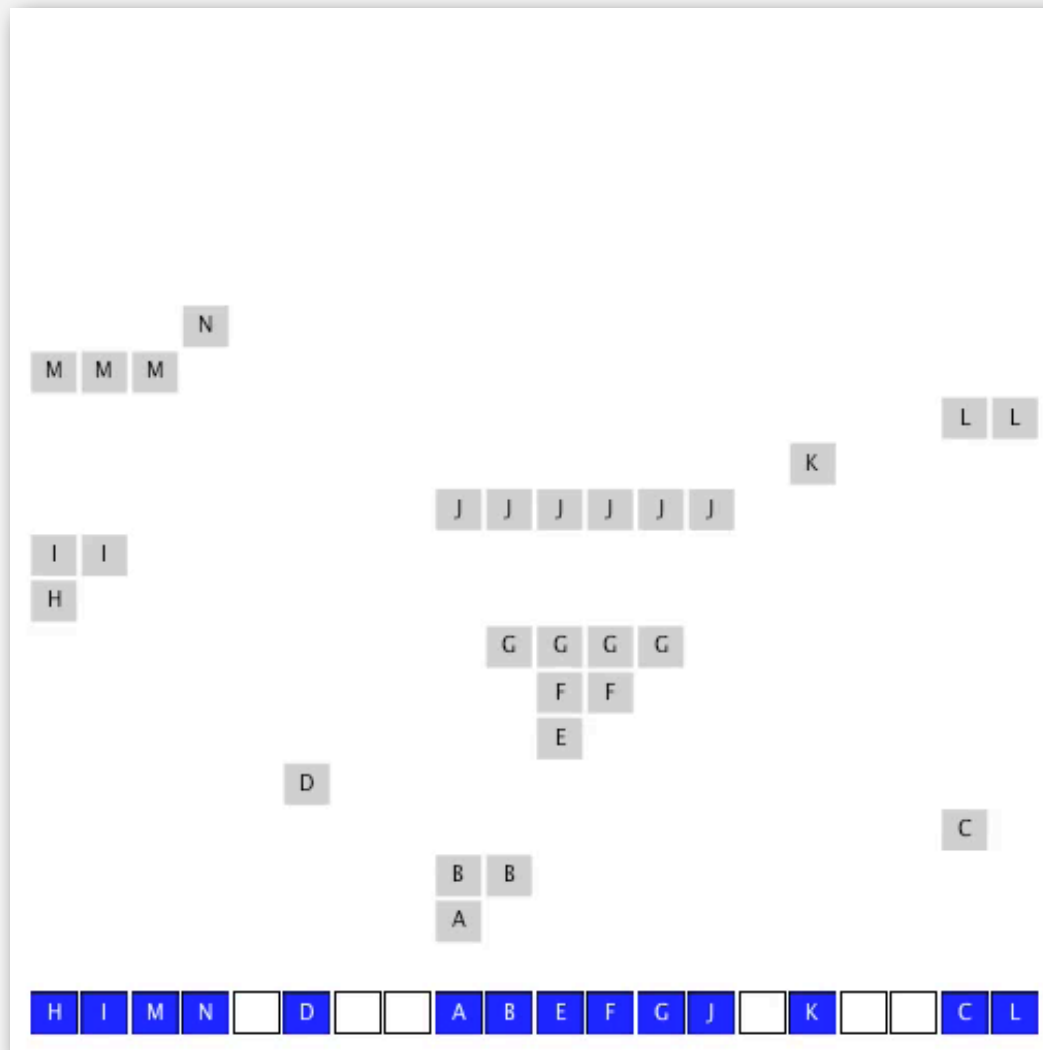 N
M M M
L L
K
J J J J J J
I I
H
G G G G
F F
E
D
C
B B
A
H I M N D A B E F G J K C L